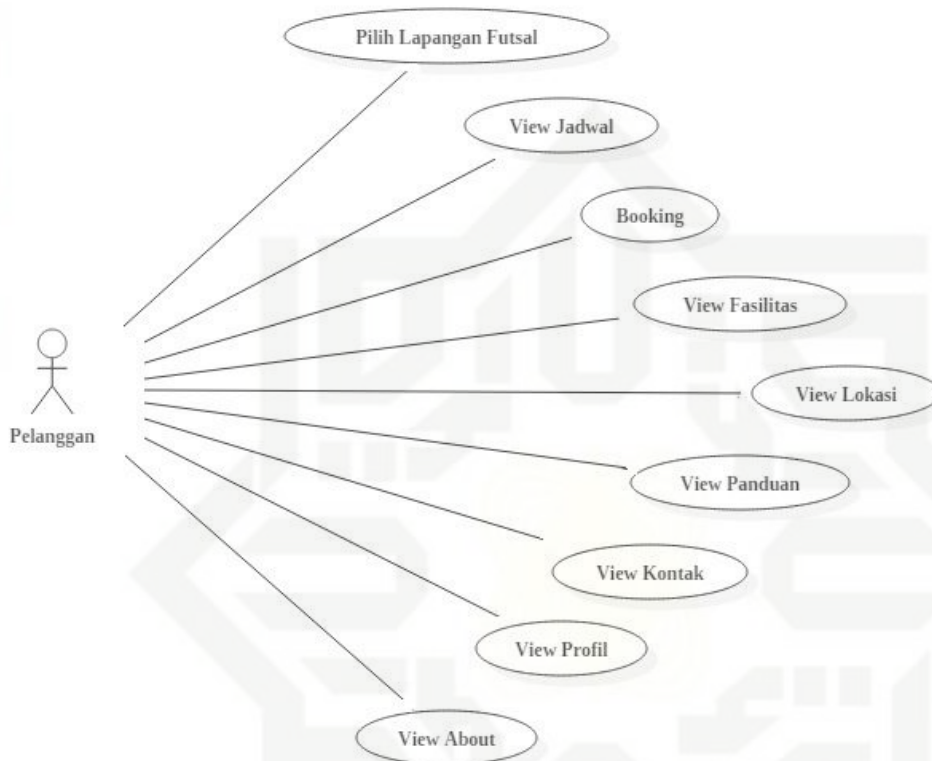 Pilih Lapangan Futsal
View Jadwal
Booking
View Fasilitas
View Lokasi
Pelanggan
View Panduan
View Kontak
View Profil
View About